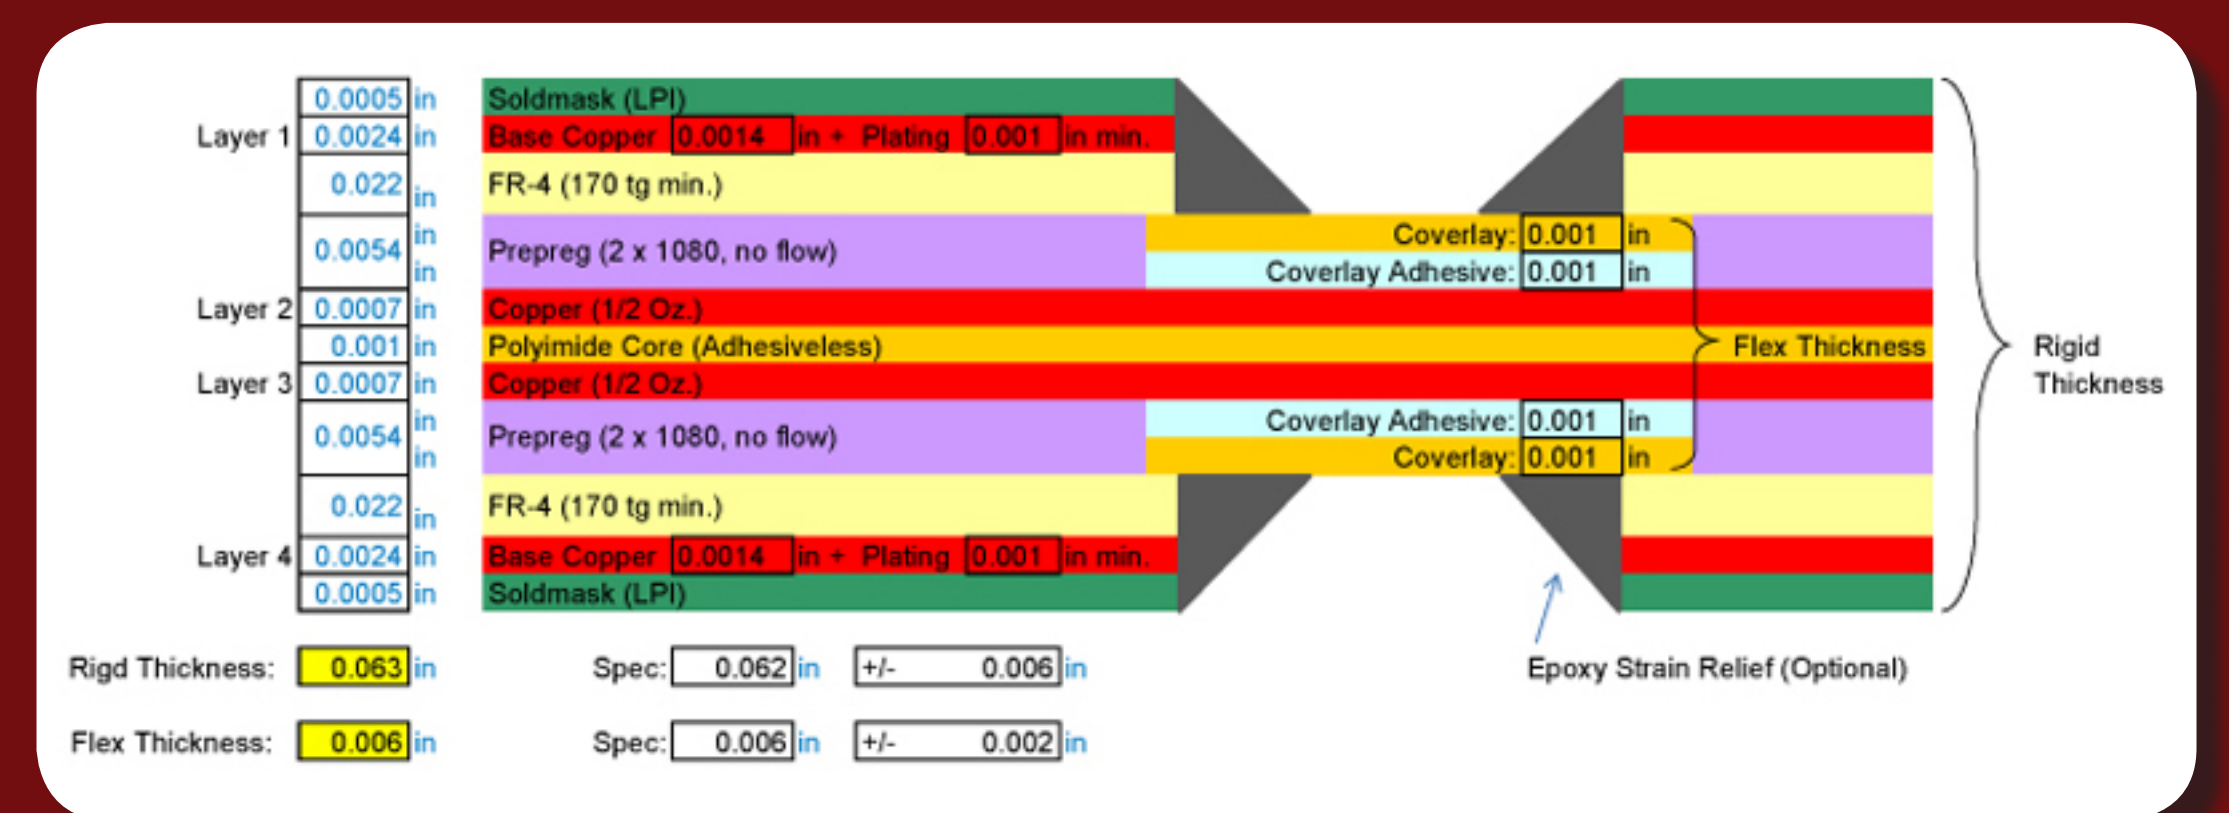 0.0005 in Soldmask (LPI)
Layer 1 0.0024 in Base Copper 0.0014 in + Plating 0.001 in min.
0.022 in FR-4 (170 tg min.)
in Coverlay: 0.001 in
0.0054 Prepreg (2 x 1080, no flow)
in Coverlay Adhesive: 0.001 in
Layer 2 0.0007 in Copper (1/2 Oz.)
0.001 in Polyimide Core (Adhesiveless) Flex Thickness Rigid
Layer 3 0.0007 in Copper (1/2 Oz.) Thickness
in Coverlay Adhesive: 0.001 in
0.0054 Prepreg (2 x 1080, no flow)
in Coverlay: 0.001 in
0.022 in FR-4 (170 tg min.)
Layer 4 0.0024 in Base Copper 0.0014 in + Plating 0.001 in min.
0.0005 in Soldmask (LPI)
Rigd Thickness: 0.063 in Spec: 0.062 in +/- 0.006 in Epoxy Strain Relief (Optional)
Flex Thickness: 0.006 in Spec: 0.006 in +/- 0.002 in